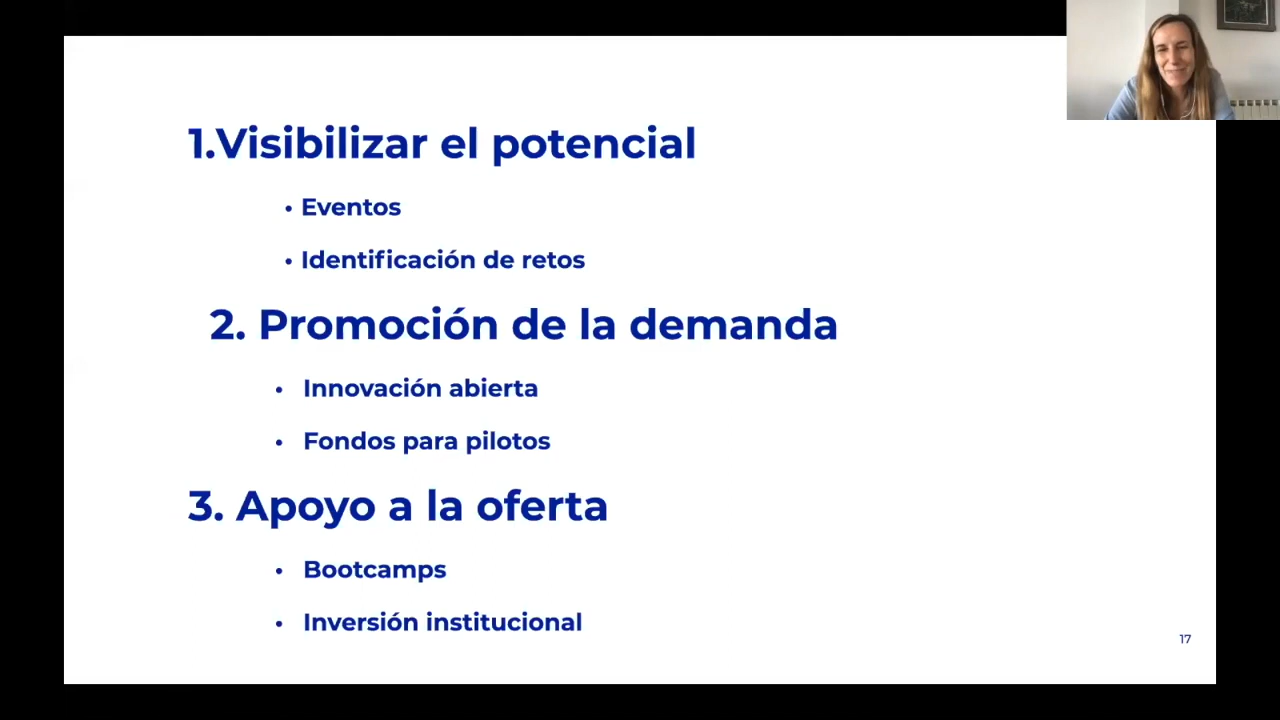 1.Visibilizar el potencial
• Eventos
• Identificación de retos
2. Promoción de la demanda
• Innovación abierta
• Fondos para pilotos
3. Apoyo a la oferta
• Bootcamps
• Inversión institucional
17